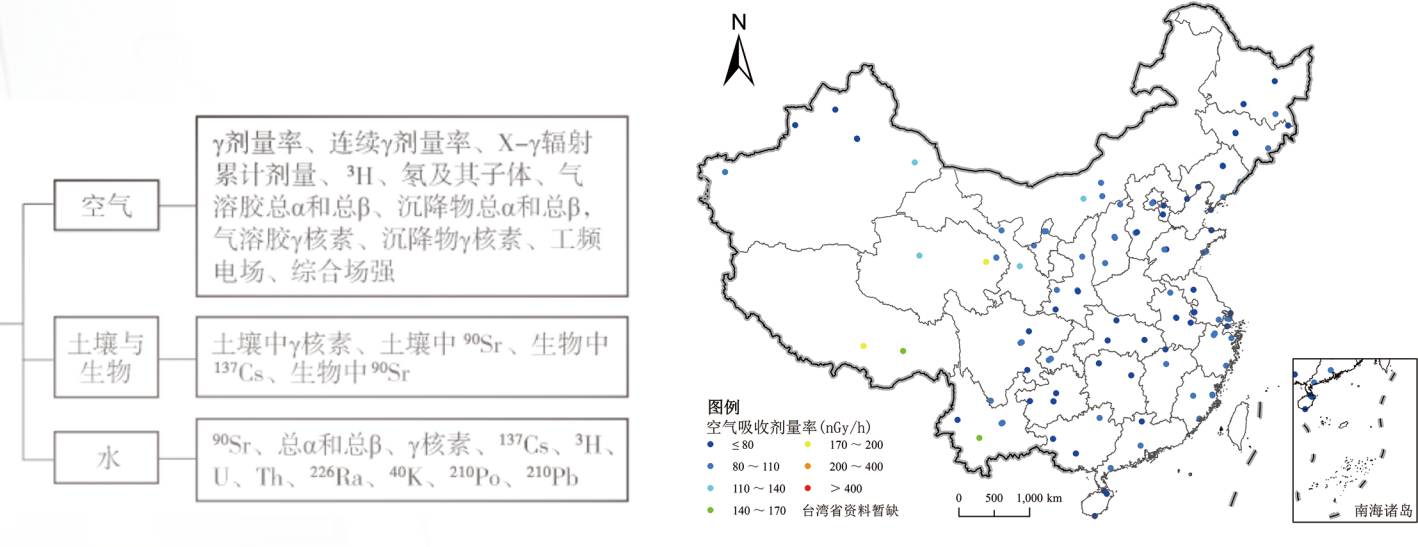 空气
γ剂量率、连续γ剂量率、X-γ辐射
累计剂量、³H、氡及其子体、气
溶胶总α和总β、沉降物总α和总β,
气溶胶γ核素、沉降物γ核素、工频
电场、综合场强
土壤与
生物
土壤中γ核素、土壤中⁹⁰Sr、生物中
¹³⁷Cs、生物中⁹⁰Sr
水
⁹⁰Sr、总α和总β、γ核素、¹³⁷Cs、³H、
U、Th、²²⁶Ra、⁴⁰K、²¹⁰Po、²¹⁰Pb
N
图例
空气吸收剂量率(nGy/h)
≤80
170～200
80～110
200～400
110～140
＞400
140～170
台湾省资料暂缺
0 500 1,000 km
南海诸岛